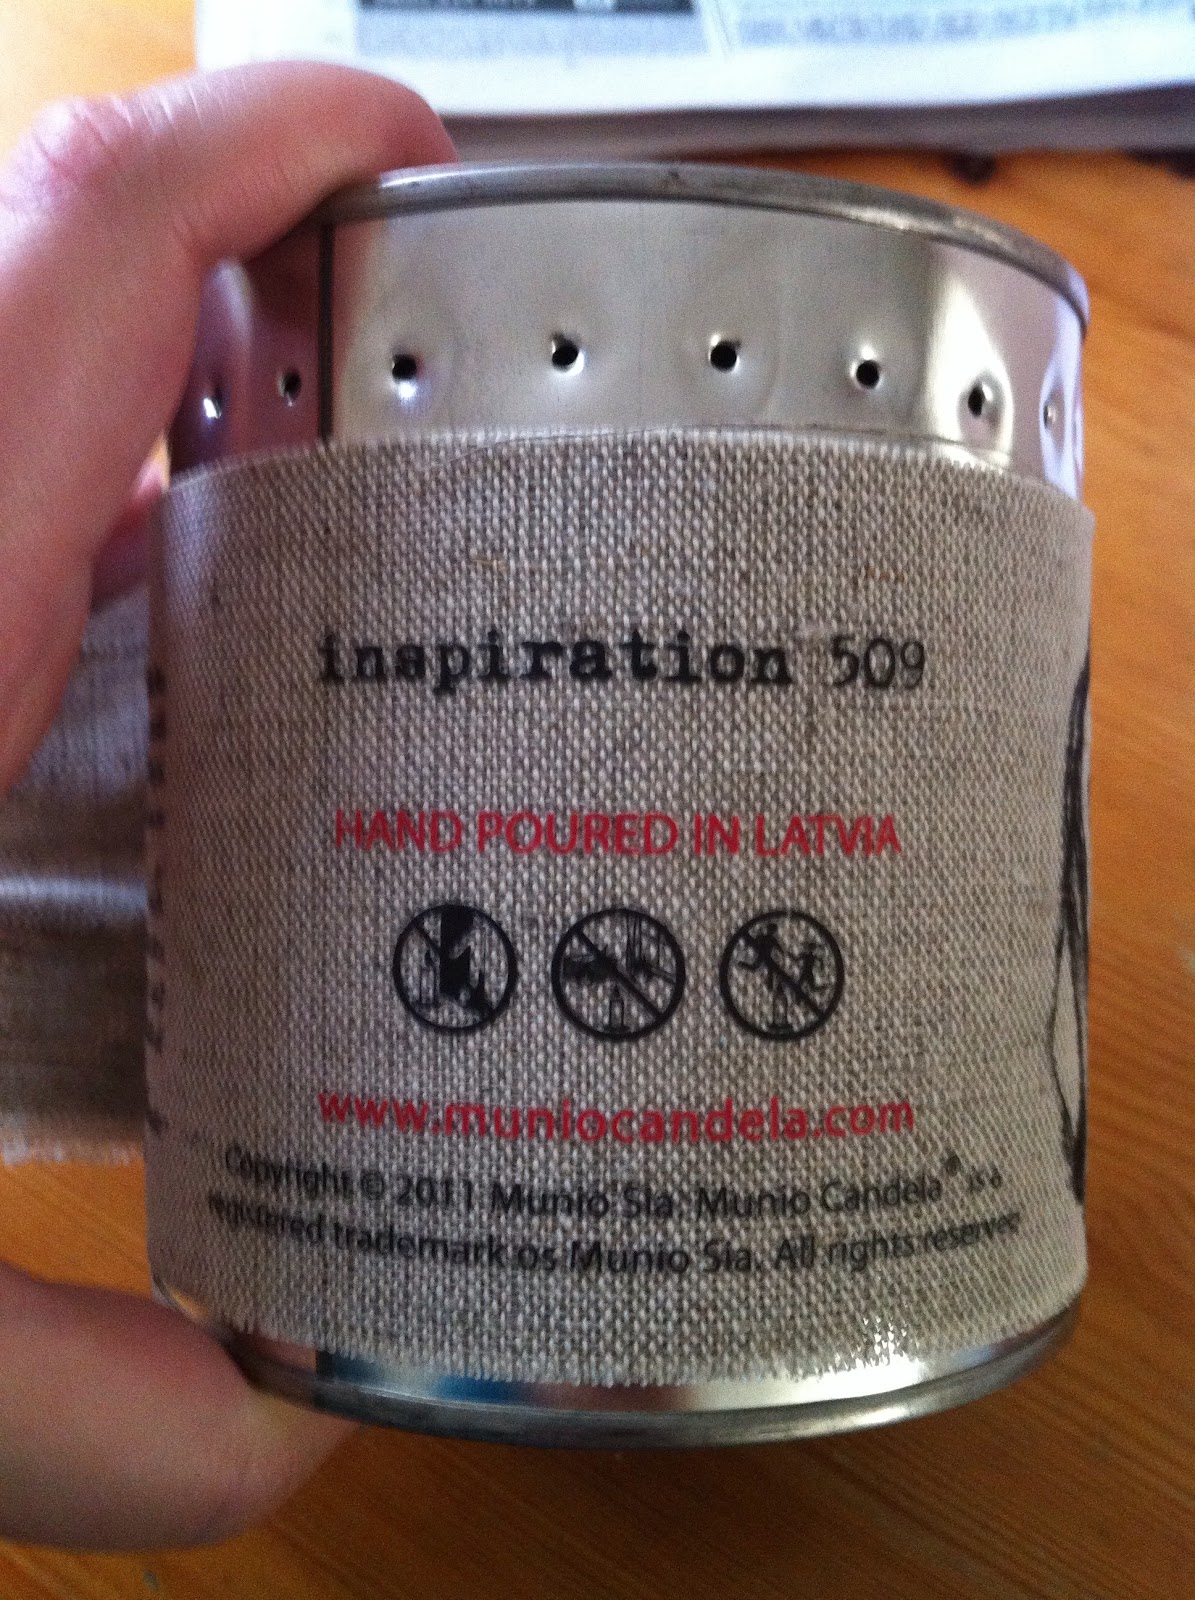 inspiration 509
HAND POURED IN LATVIA
www.muniocandela.com
Copyright © 2011 Munio Sia. Munio Candela® is a
registered trademark os Munio Sia. All rights reserved